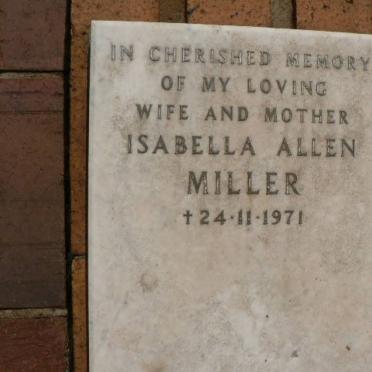 IN CHERISHED MEMORY
OF MY LOVING
WIFE AND MOTHER
ISABELLA ALLEN
MILLER
✝24·11·1971